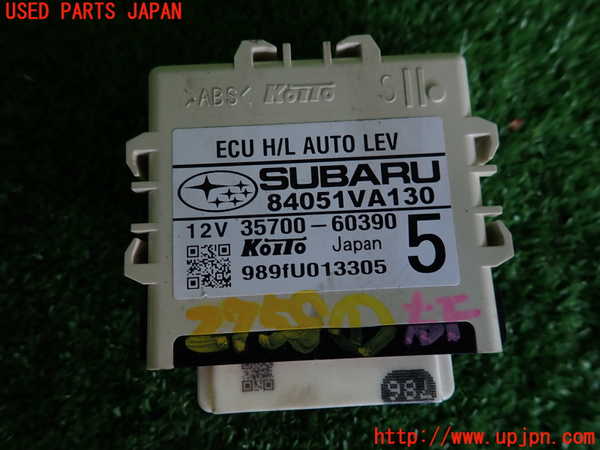 USED PARTS JAPAN
>ABS< KOITO S
ECU H/L AUTO LEV
SUBARU
84051VA130
12V 35700-60390
KOITO Japan 5
989fU013305
98
http://www.upjpn.com/